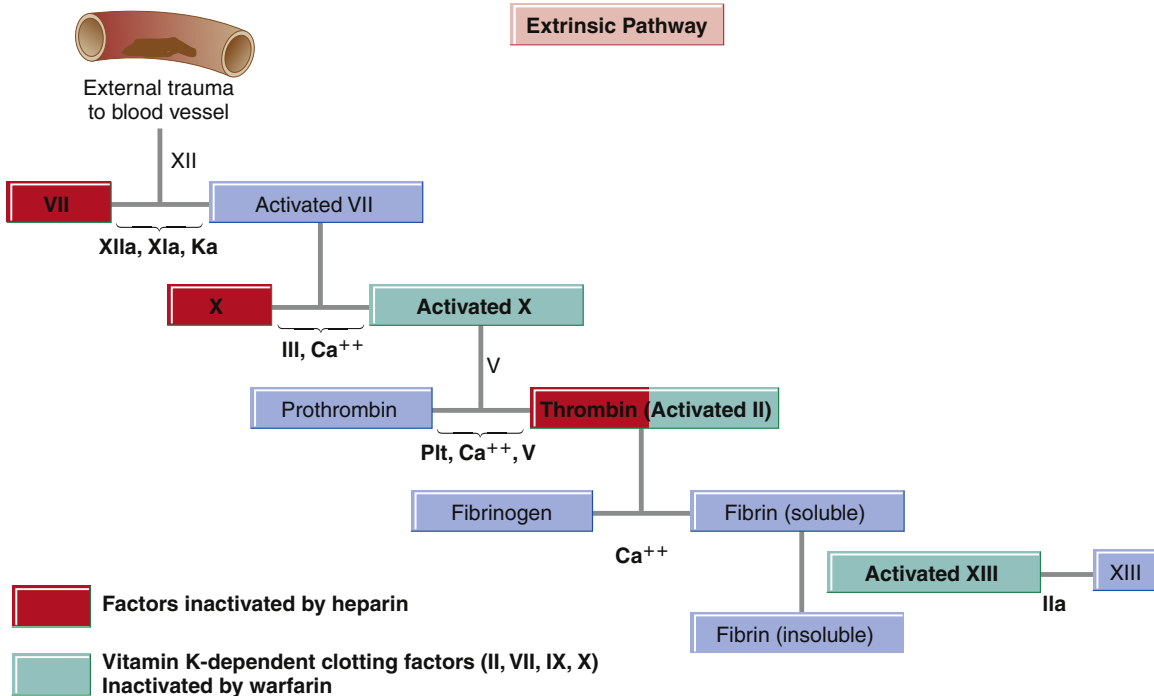 Extrinsic Pathway
External trauma
to blood vessel
XII
VII
Activated VII
XIIa, XIa, Ka
X
Activated X
III, Ca++
V
Prothrombin
Thrombin (Activated II)
Plt, Ca++, V
Fibrinogen
Fibrin (soluble)
Ca++
Activated XIII
XIII
IIa
Factors inactivated by heparin
Fibrin (insoluble)
Vitamin K-dependent clotting factors (II, VII, IX, X)
Inactivated by warfarin